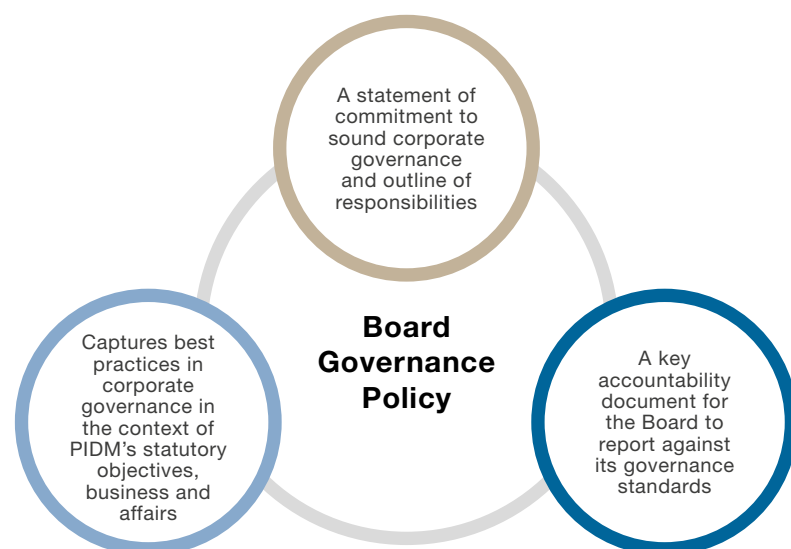 A statement of
commitment to
sound corporate
governance
and outline of
responsibilities
Board
Governance
Policy
Captures best
practices in
corporate
governance in
the context of
PIDM's statutory
objectives,
business and
affairs
A key
accountability
document for
the Board to
report against
its governance
standards